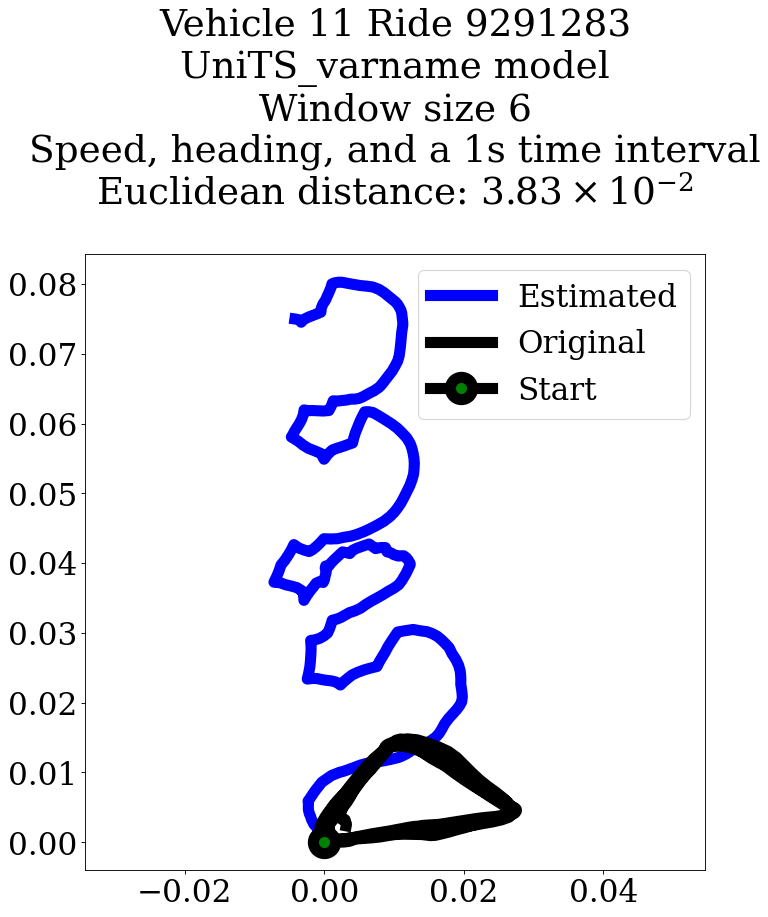 Vehicle 11 Ride 9291283
UniTS_varname model
Window size 6
Speed, heading, and a 1s time interval
Euclidean distance: 3.83 × 10⁻²
Estimated
Original
Start
0.08
0.07
0.06
0.05
0.04
0.03
0.02
0.01
0.00
−0.02 0.00 0.02 0.04